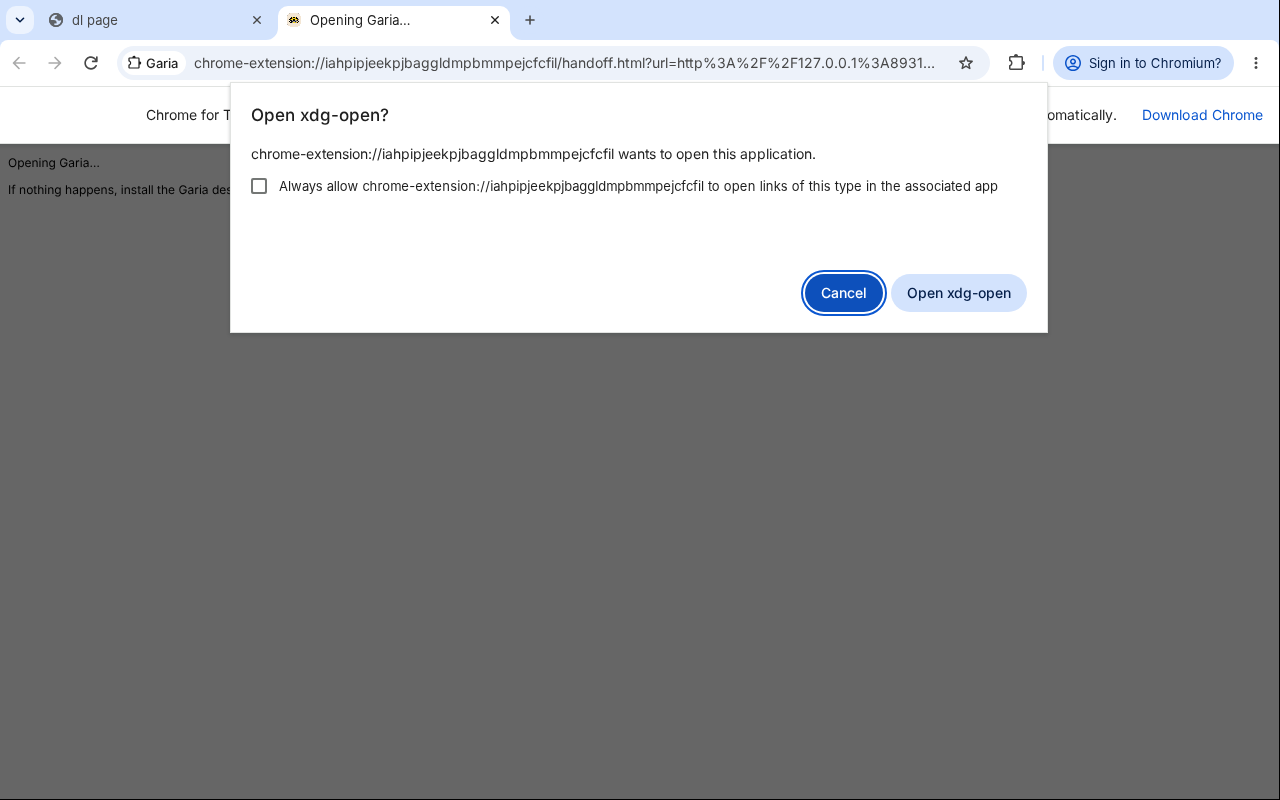 dl page
Opening Garia...
Garia
chrome-extension://iahpipjeekpjbaggldmpbmmpejcfcfil/handoff.html?url=http%3A%2F%2F127.0.0.1%3A8931...
Sign in to Chromium?
Chrome for T
omatically.
Download Chrome
Open xdg-open?
chrome-extension://iahpipjeekpjbaggldmpbmmpejcfcfil wants to open this application.
Always allow chrome-extension://iahpipjeekpjbaggldmpbmmpejcfcfil to open links of this type in the associated app
Cancel
Open xdg-open
Opening Garia...
If nothing happens, install the Garia des